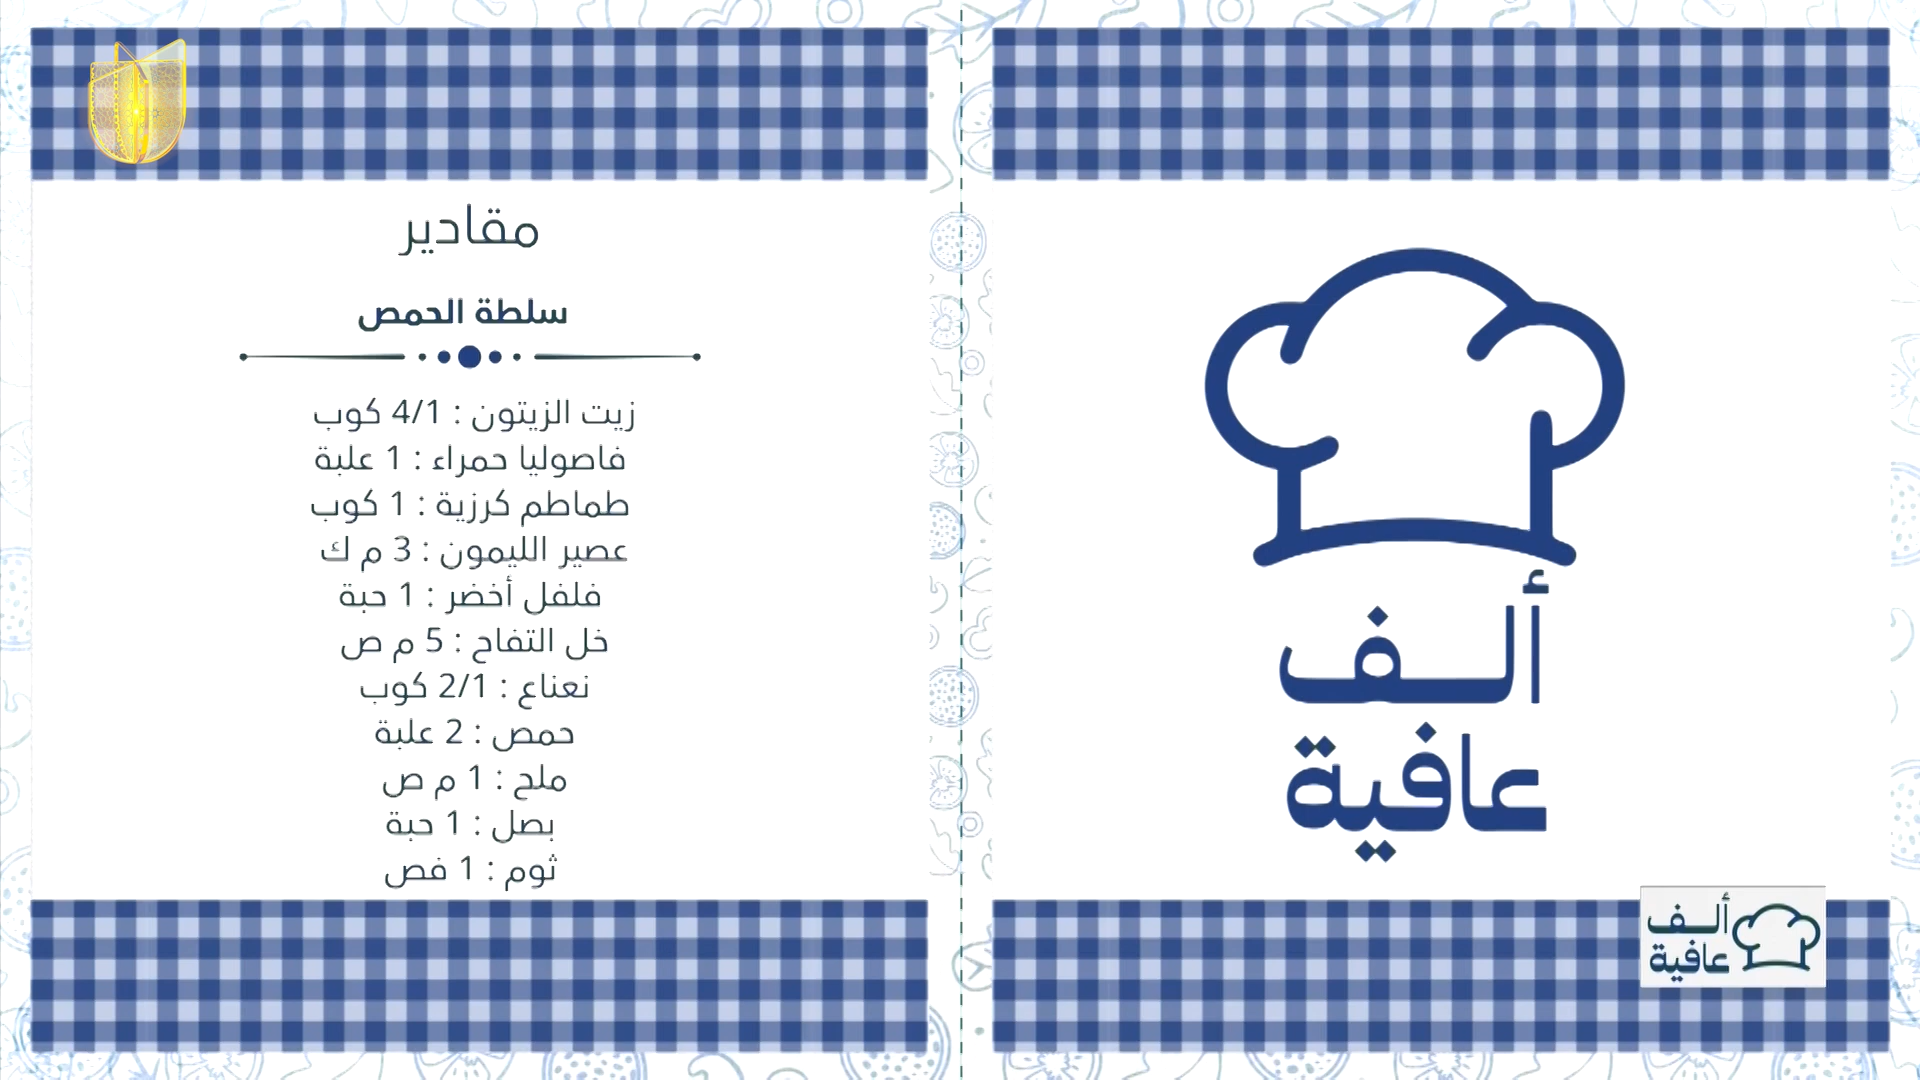 مقادير
سلطة الحمص
زيت الزيتون : 4/1 كوب
فاصوليا حمراء : 1 علبة
طماطم كرزية : 1 كوب
عصير الليمون : 3 م ك
فلفل أخضر : 1 حبة
خل التفاح : 5 م ص
نعناع : 2/1 كوب
حمص : 2 علبة
ملح : 1 م ص
بصل : 1 حبة
ثوم : 1 فص
ألف
عافية
ألف
عافية